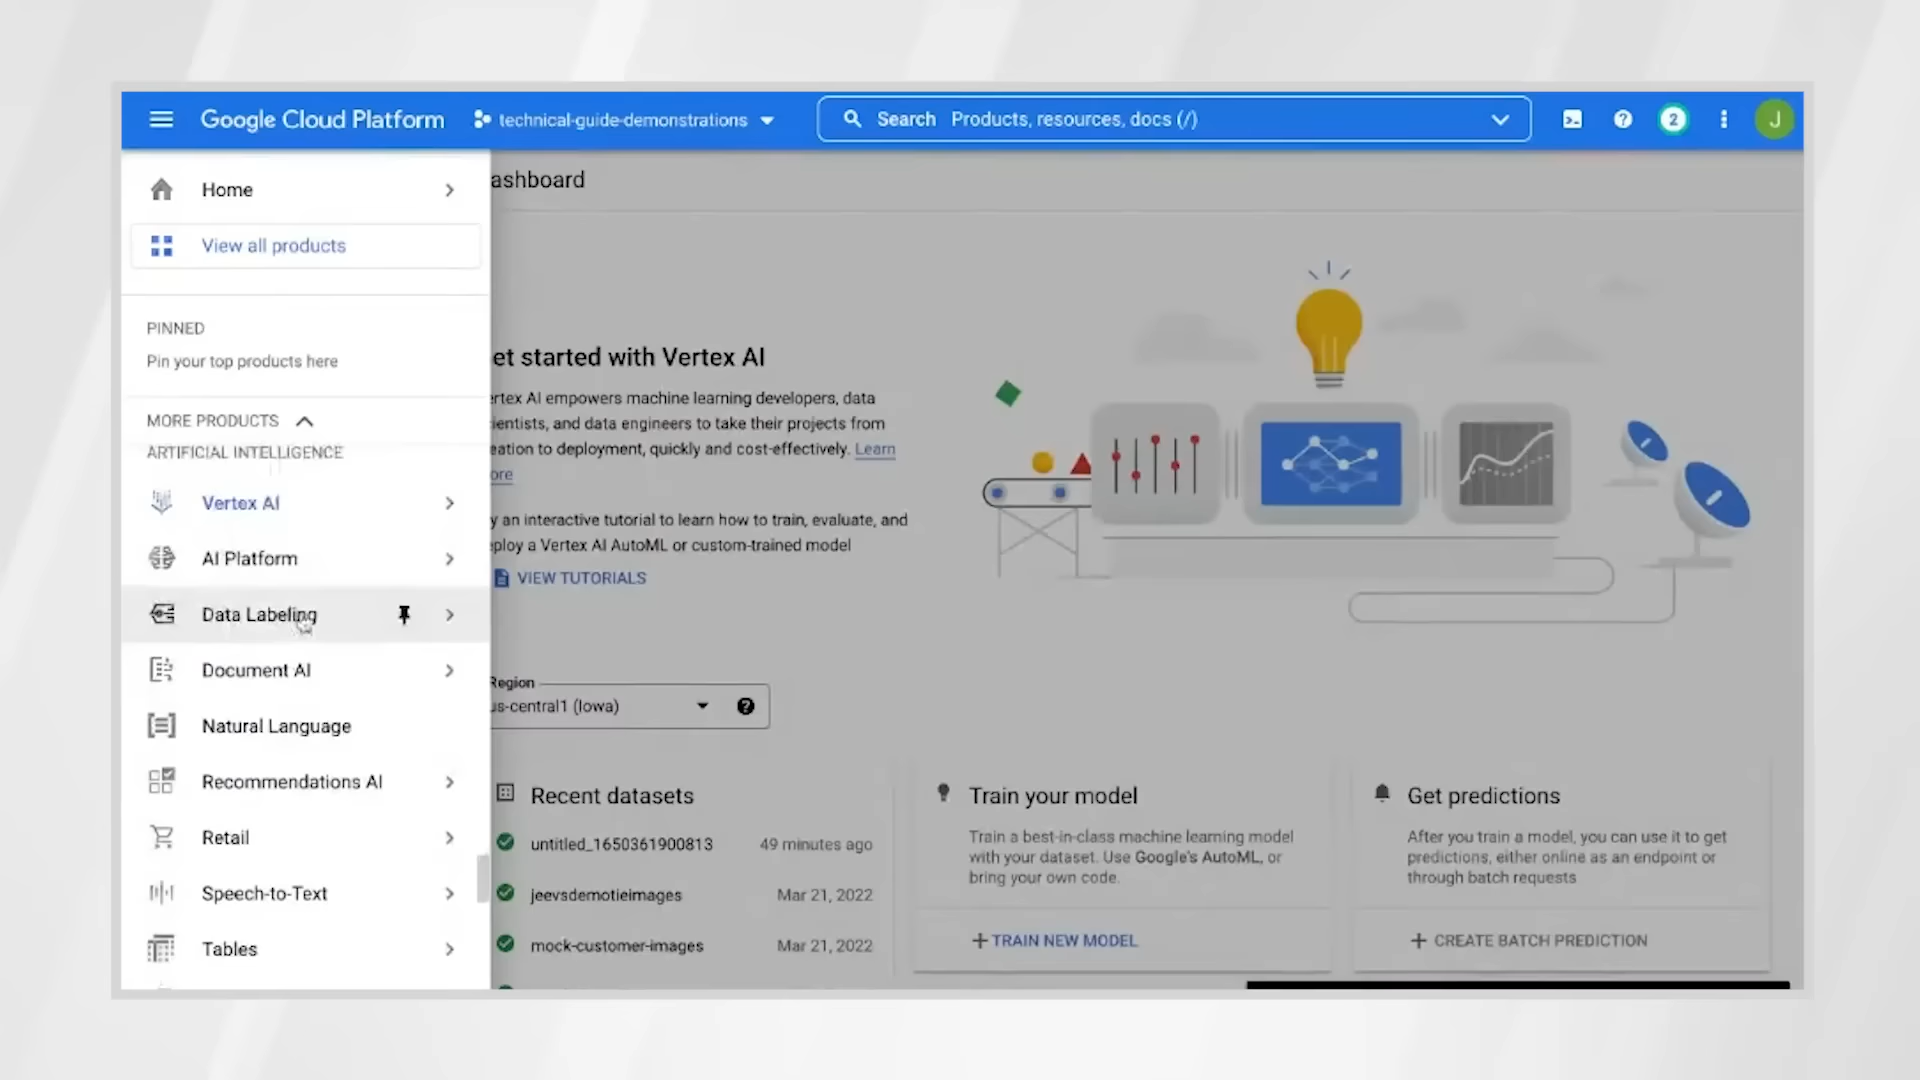 Google Cloud Platform
technical-guide-demonstrations
Search Products, resources, docs (/)
2
J
Home
View all products
PINNED
Pin your top products here
MORE PRODUCTS
ARTIFICIAL INTELLIGENCE
Vertex AI
AI Platform
Data Labeling
Document AI
Natural Language
Recommendations AI
Retail
Speech-to-Text
Tables
ashboard
et started with Vertex AI
ertex AI empowers machine learning developers, data
ientists, and data engineers to take their projects from
eation to deployment, quickly and cost-effectively. Learn
ore
y an interactive tutorial to learn how to train, evaluate, and
eploy a Vertex AI AutoML or custom-trained model
VIEW TUTORIALS
Region
us-central1 (Iowa)
Recent datasets
untitled_1650361900813 49 minutes ago
jeevsdemotieimages Mar 21, 2022
mock-customer-images Mar 21, 2022
Train your model
Train a best-in-class machine learning model
with your dataset. Use Google's AutoML, or
bring your own code.
TRAIN NEW MODEL
Get predictions
After you train a model, you can use it to get
predictions, either online as an endpoint or
through batch requests
CREATE BATCH PREDICTION